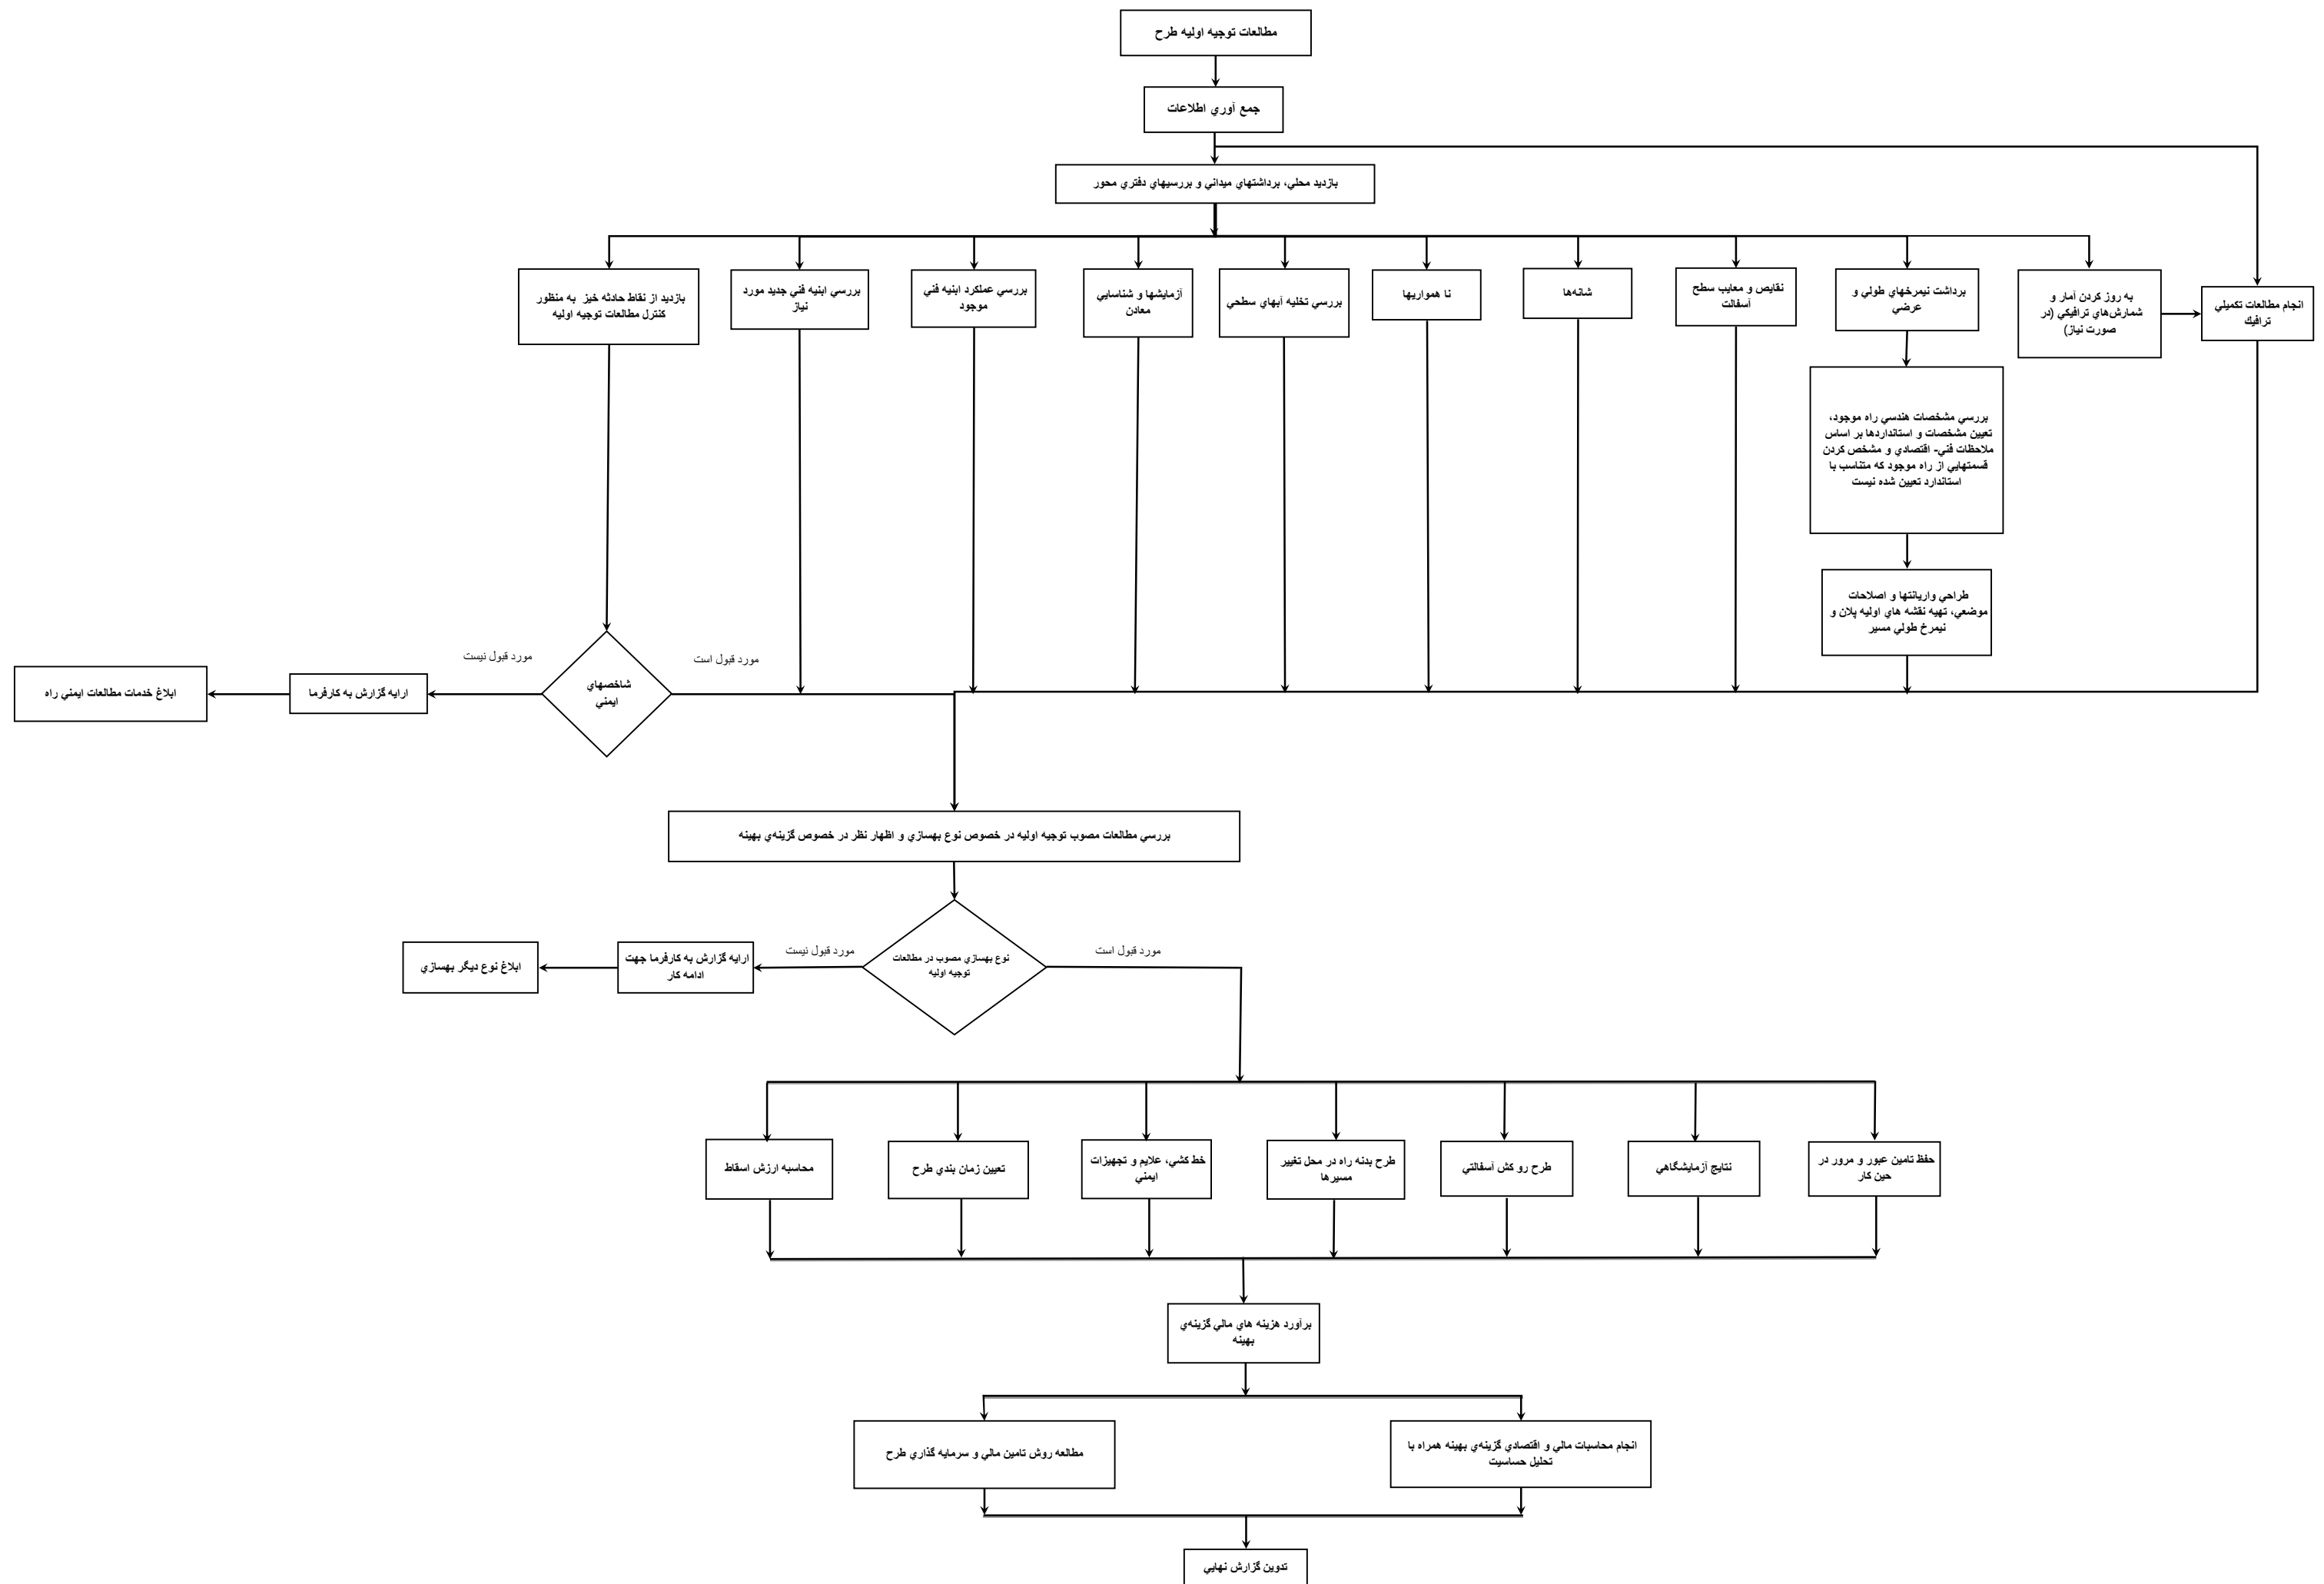 مطالعات توجيه اوليه طرح
جمع آوري اطلاعات
بازديد محلي، برداشتهاي ميداني و بررسيهاي دفتري محور
انجام مطالعات تكميلي
ترافيك
به روز كردن آمار و
شمارش‌هاي ترافيكي (در
صورت نياز)
برداشت نيمرخهاي طولي و
عرضي
نقايص و معايب سطح
آسفالت
شانه‌ها
نا همواريها
بررسي تخليه آبهاي سطحي
آزمايشها و شناسايي
معادن
بررسي عملكرد ابنيه فني
موجود
بررسي ابنيه فني جديد مورد
نياز
بازديد از نقاط حادثه خيز به منظور
كنترل مطالعات توجيه اوليه
بررسي مشخصات هندسي راه موجود،
تعيين مشخصات و استانداردها بر اساس
ملاحظات فني- اقتصادي و مشخص كردن
قسمتهايي از راه موجود كه متناسب با
استاندارد تعيين شده نيست
طراحي واريانتها و اصلاحات
موضعي، تهيه نقشه هاي اوليه پلان و
نيمرخ طولي مسير
مورد قبول است
شاخصهاي
ايمني
مورد قبول نيست
ارايه گزارش به كارفرما
ابلاغ خدمات مطالعات ايمني راه
بررسي مطالعات مصوب توجيه اوليه در خصوص نوع بهسازي و اظهار نظر در خصوص گزينه‌ي بهينه
مورد قبول است
نوع بهسازي مصوب در مطالعات
توجيه اوليه
مورد قبول نيست
ارايه گزارش به كارفرما جهت
ادامه كار
ابلاغ نوع ديگر بهسازي
حفظ تامين عبور و مرور در
حين كار
نتايج آزمايشگاهي
طرح رو كش آسفالتي
طرح بدنه راه در محل تغيير
مسيرها
خط كشي، علايم و تجهيزات
ايمني
تعيين زمان بندي طرح
محاسبه ارزش اسقاط
برآورد هزينه هاي مالي گزينه‌ي
بهينه
انجام محاسبات مالي و اقتصادي گزينه‌ي بهينه همراه با
تحليل حساسيت
مطالعه روش تامين مالي و سرمايه گذاري طرح
تدوين گزارش نهايي